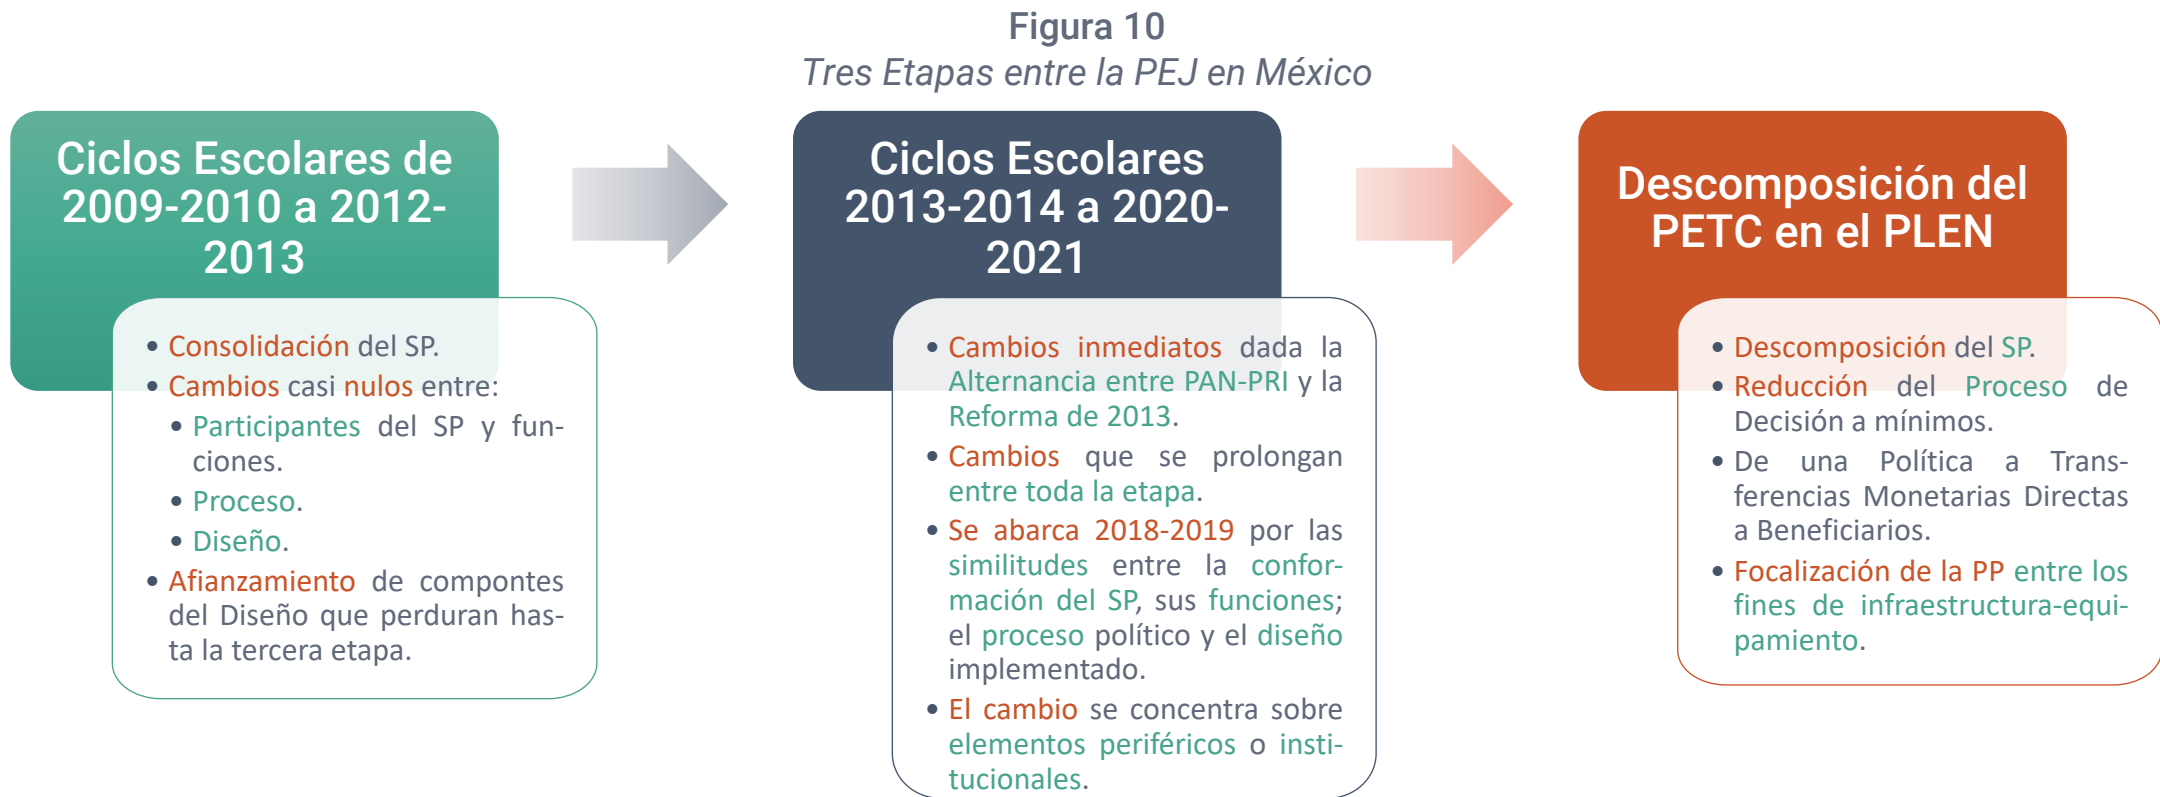 Figura 10
Tres Etapas entre la PEJ en México
Ciclos Escolares de
2009-2010 a 2012-
2013
• Consolidación del SP.
• Cambios casi nulos entre:
• Participantes del SP y fun-
ciones.
• Proceso.
• Diseño.
• Afianzamiento de compontes
del Diseño que perduran has-
ta la tercera etapa.
Ciclos Escolares
2013-2014 a 2020-
2021
• Cambios inmediatos dada la
Alternancia entre PAN-PRI y la
Reforma de 2013.
• Cambios que se prolongan
entre toda la etapa.
• Se abarca 2018-2019 por las
similitudes entre la confor-
mación del SP, sus funciones;
el proceso político y el diseño
implementado.
• El cambio se concentra sobre
elementos periféricos o insti-
tucionales.
Descomposición del
PETC en el PLEN
• Descomposición del SP.
• Reducción del Proceso de
Decisión a mínimos.
• De una Política a Trans-
ferencias Monetarias Directas
a Beneficiarios.
• Focalización de la PP entre los
fines de infraestructura-equi-
pamiento.